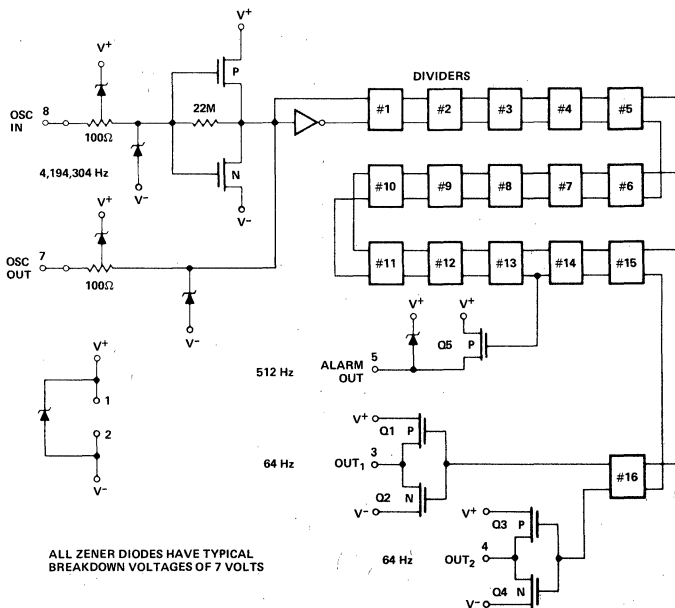 V+
V+
P
DIVIDERS
OSC IN
8
100Ω
22M
#1
#2
#3
#4
#5
4,194,304 Hz
V-
N
V-
V+
#10
#9
#8
#7
#6
OSC OUT
7
100Ω
V-
#11
#12
#13
#14
#15
V+
V+
V+
Q5
P
512 Hz
ALARM OUT
5
1
2
V-
V+
Q1
P
64 Hz
OUT1
3
#16
Q2
N
V-
V+
Q3
P
64 Hz
OUT2
4
V-
Q4
N
ALL ZENER DIODES HAVE TYPICAL
BREAKDOWN VOLTAGES OF 7 VOLTS